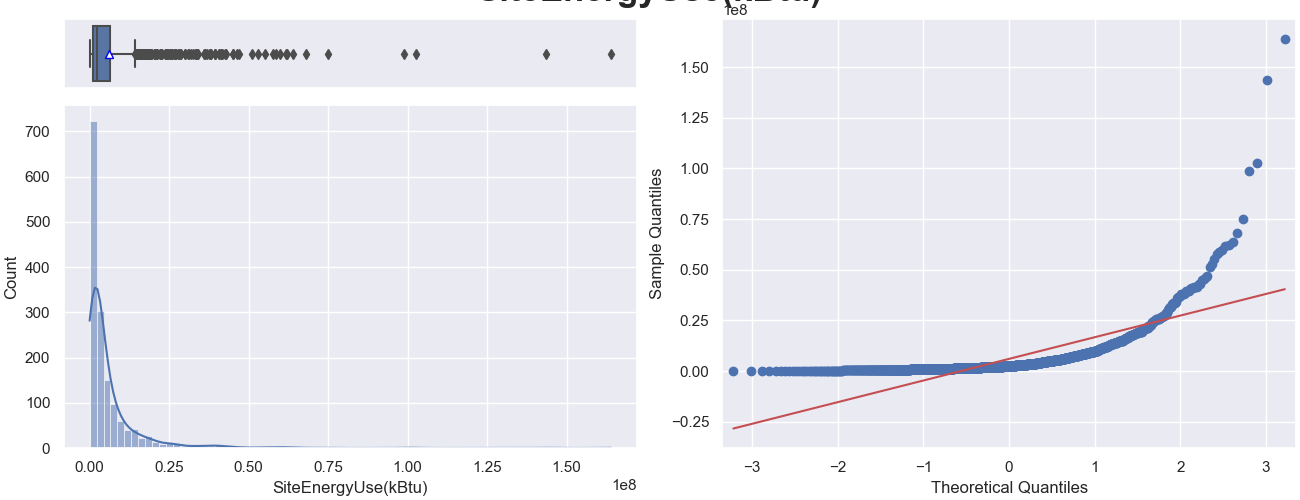 SiteEnergyUse(kBtu)
700
600
500
400
300
200
100
0
Count
0.00 0.25 0.50 0.75 1.00 1.25 1.50
SiteEnergyUse(kBtu)
1e8
1e8
1.50
1.25
1.00
0.75
0.50
0.25
0.00
−0.25
Sample Quantiles
−3 −2 −1 0 1 2 3
Theoretical Quantiles